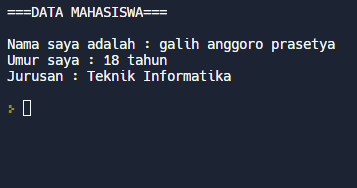 ===DATA MAHASISWA===
Nama saya adalah : galih anggoro prasetya
Umur saya : 18 tahun
Jurusan : Teknik Informatika
>